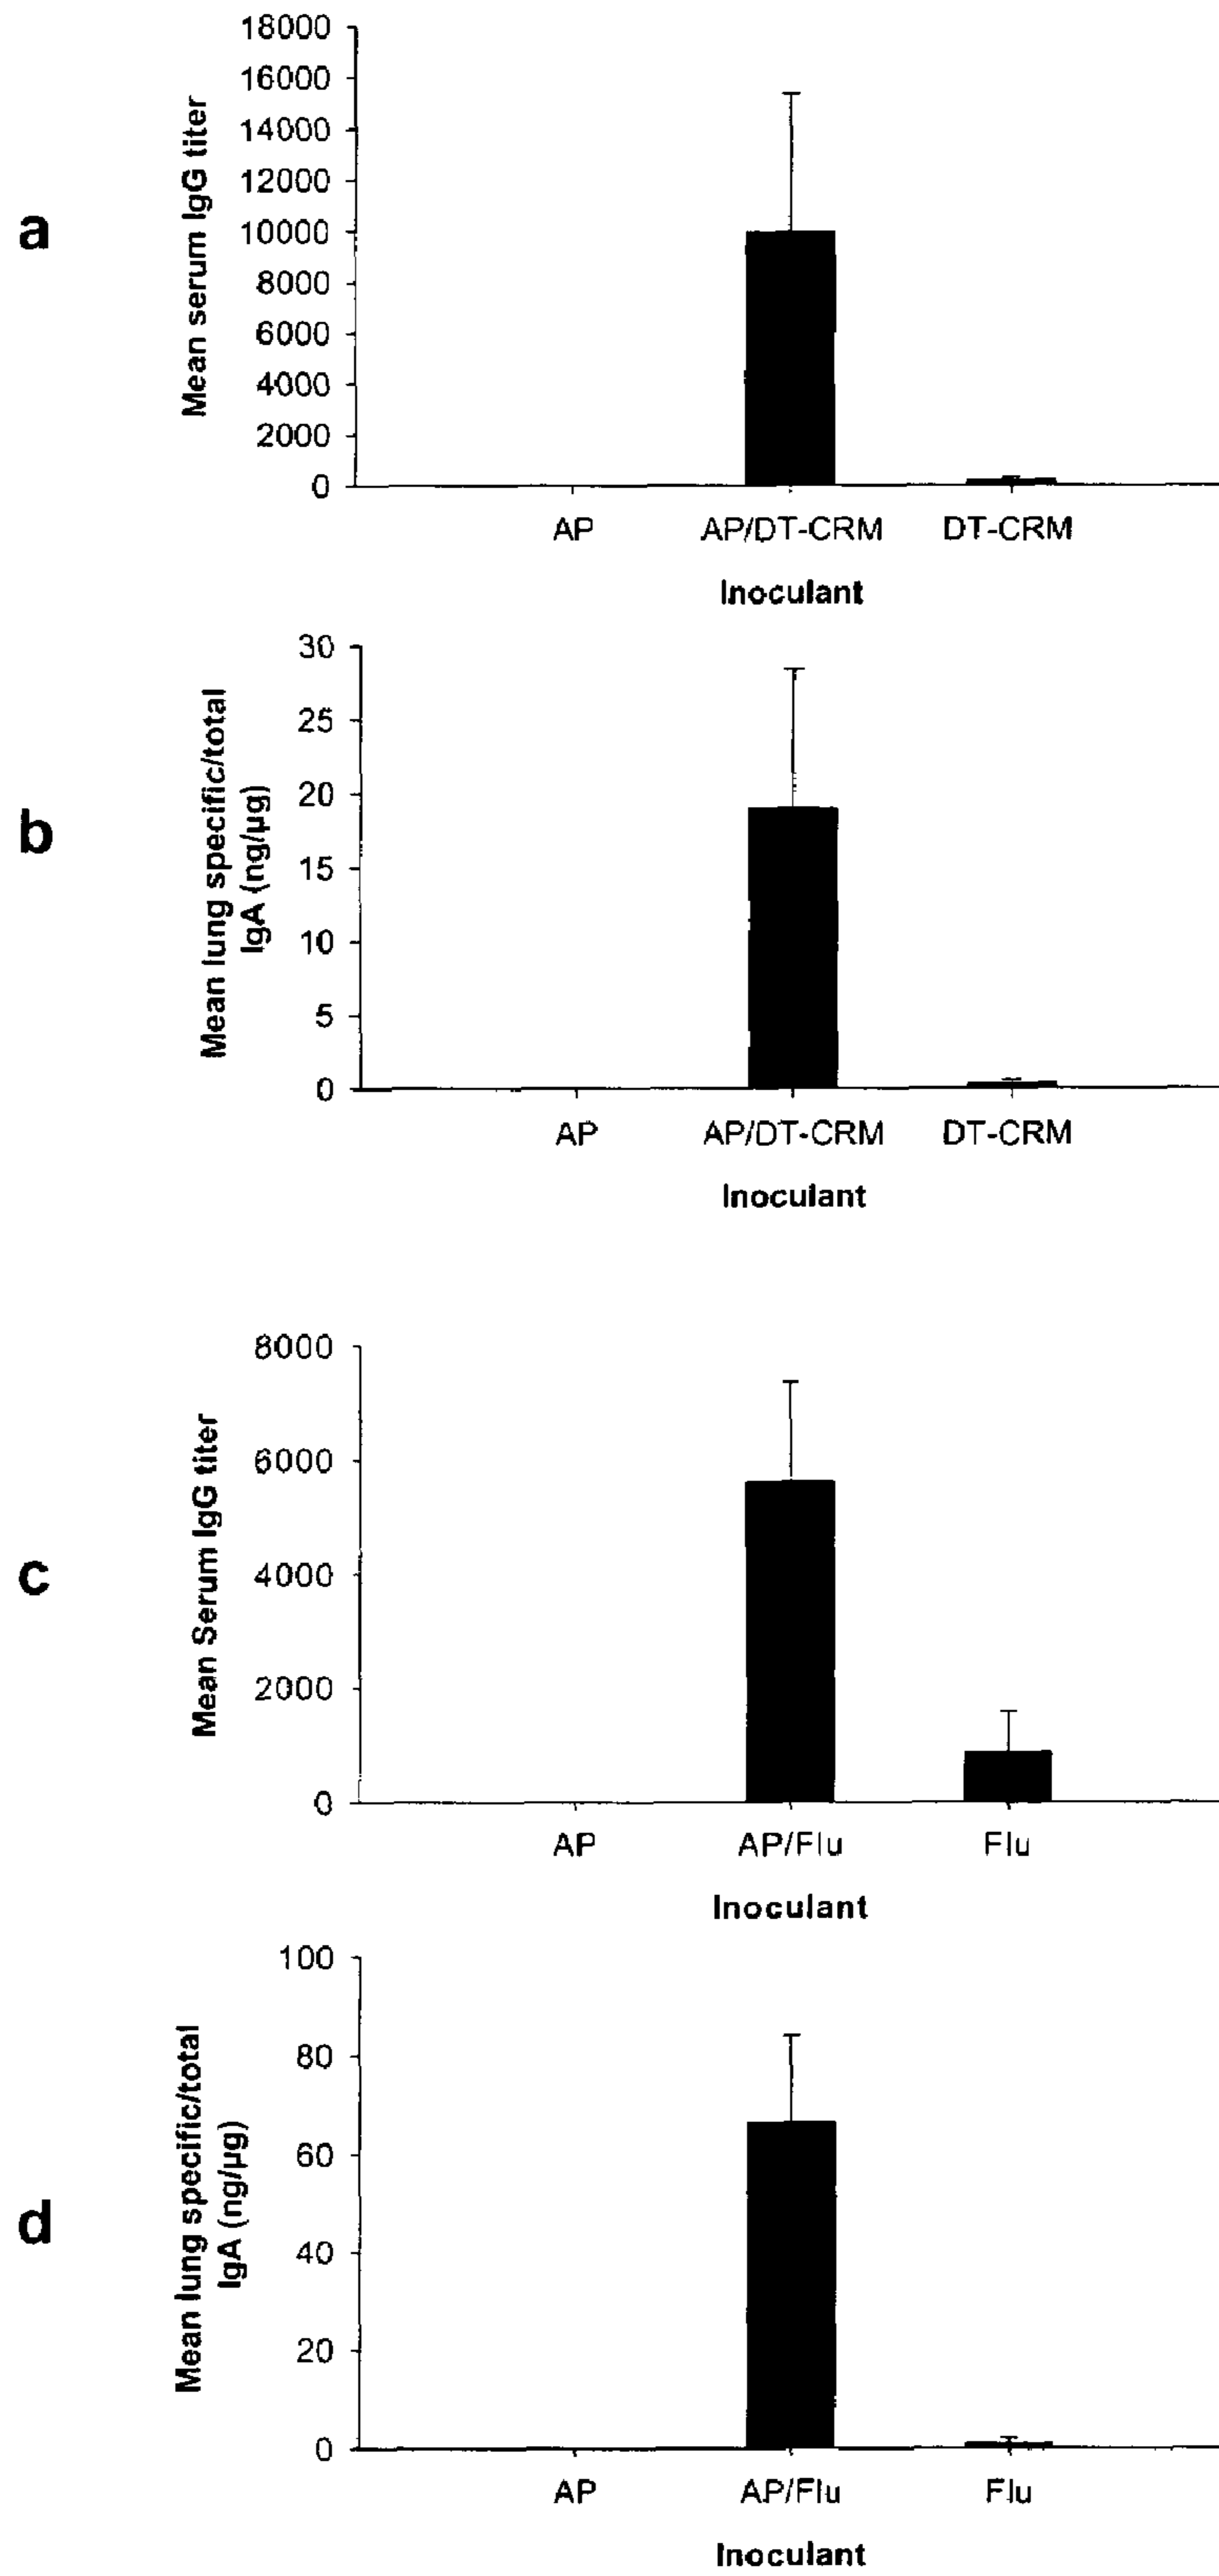 a
Mean serum IgG titer
18000
16000
14000
12000
10000
8000
6000
4000
2000
0
AP AP/DT-CRM DT-CRM
Inoculant
b
Mean lung specific/total
IgA (ng/µg)
30
25
20
15
10
5
0
AP AP/DT-CRM DT-CRM
Inoculant
c
Mean Serum IgG titer
8000
6000
4000
2000
0
AP AP/Flu Flu
Inoculant
d
Mean lung specific/total
IgA (ng/µg)
100
80
60
40
20
0
AP AP/Flu Flu
Inoculant